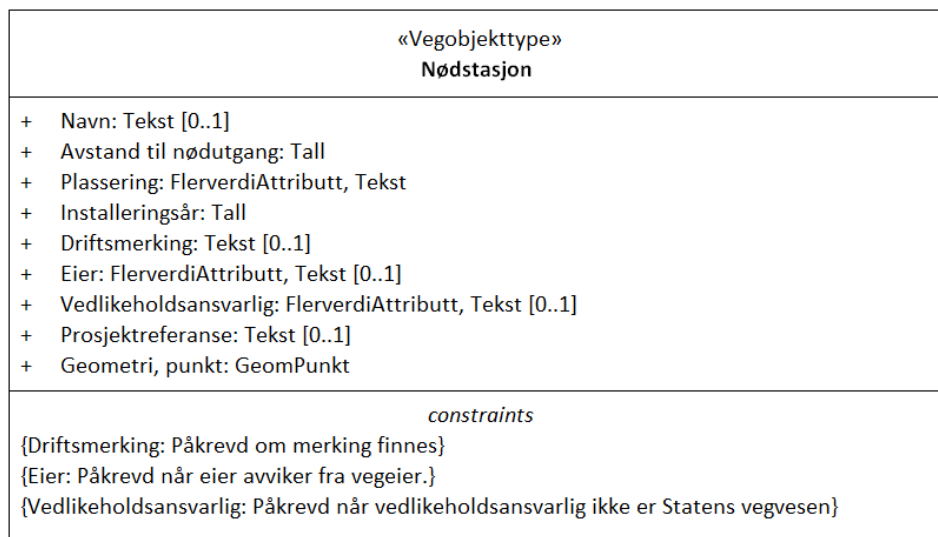 «Vegobjekttype»
Nødstasjon
+ Navn: Tekst [0..1]
+ Avstand til nødutgang: Tall
+ Plassering: FlerverdiAttributt, Tekst
+ Installeringsår: Tall
+ Driftsmerking: Tekst [0..1]
+ Eier: FlerverdiAttributt, Tekst [0..1]
+ Vedlikeholdsansvarlig: FlerverdiAttributt, Tekst [0..1]
+ Prosjektreferanse: Tekst [0..1]
+ Geometri, punkt: GeomPunkt
constraints
{Driftsmerking: Påkrevd om merking finnes}
{Eier: Påkrevd når eier avviker fra vegeier.}
{Vedlikeholdsansvarlig: Påkrevd når vedlikeholdsansvarlig ikke er Statens vegvesen}